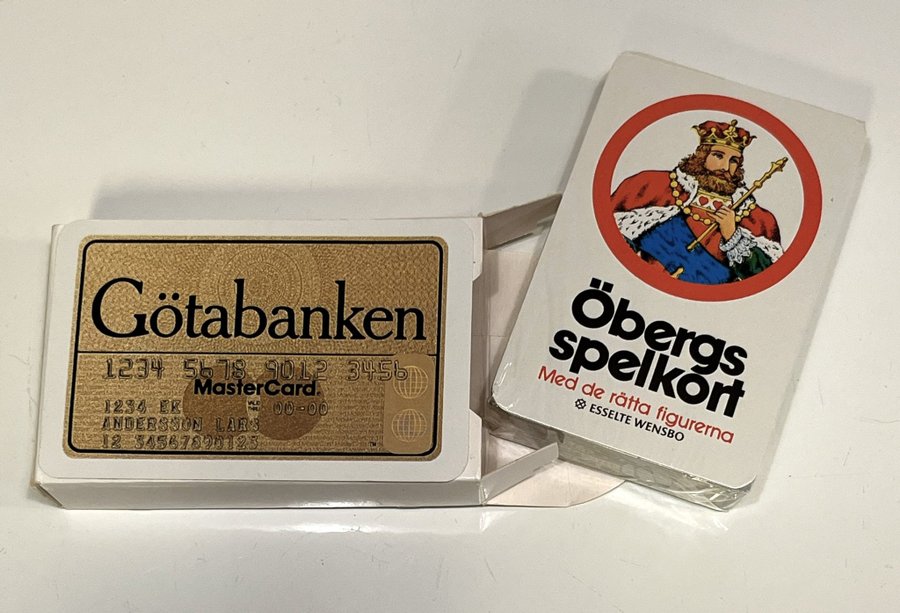 Götabanken
1234 5678 9012 3456
MasterCard
1234 EK 00-00
ANDERSSON LARS
12 34567890123
Öbergs
spelkort
Med de rätta figurerna
ESSELTE WENSBO